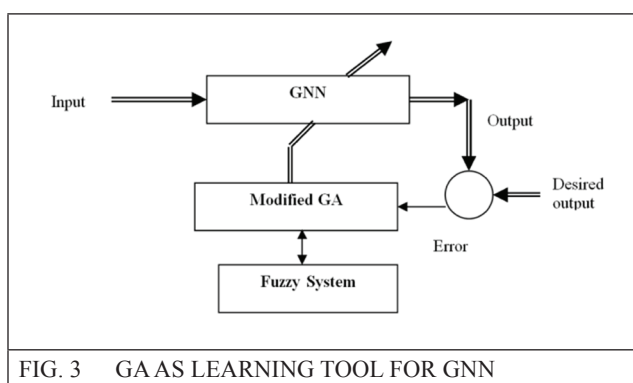 GNN
Input
Output
Desired
output
Modified GA
Error
Fuzzy System
FIG. 3 GA AS LEARNING TOOL FOR GNN